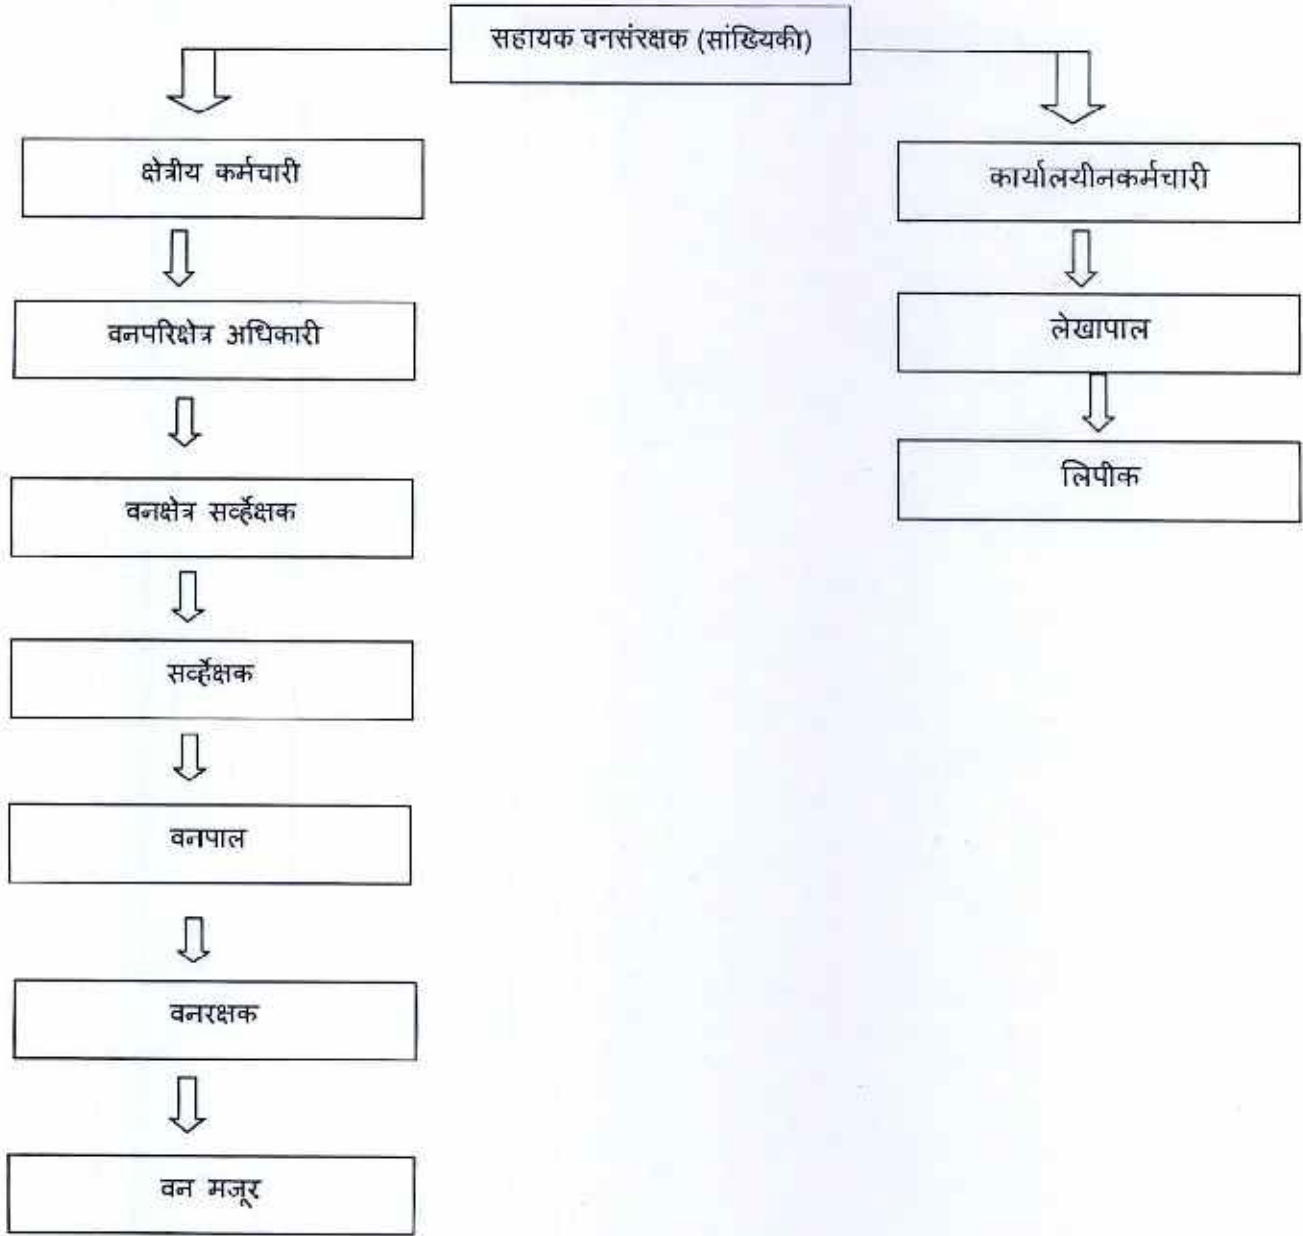 सहायक वनसंरक्षक (सांख्यिकी)
क्षेत्रीय कर्मचारी
वनपरिक्षेत्र अधिकारी
वनक्षेत्र सर्व्हेक्षक
सर्व्हेक्षक
वनपाल
वनरक्षक
वन मजूर
कार्यालयीनकर्मचारी
लेखापाल
लिपीक